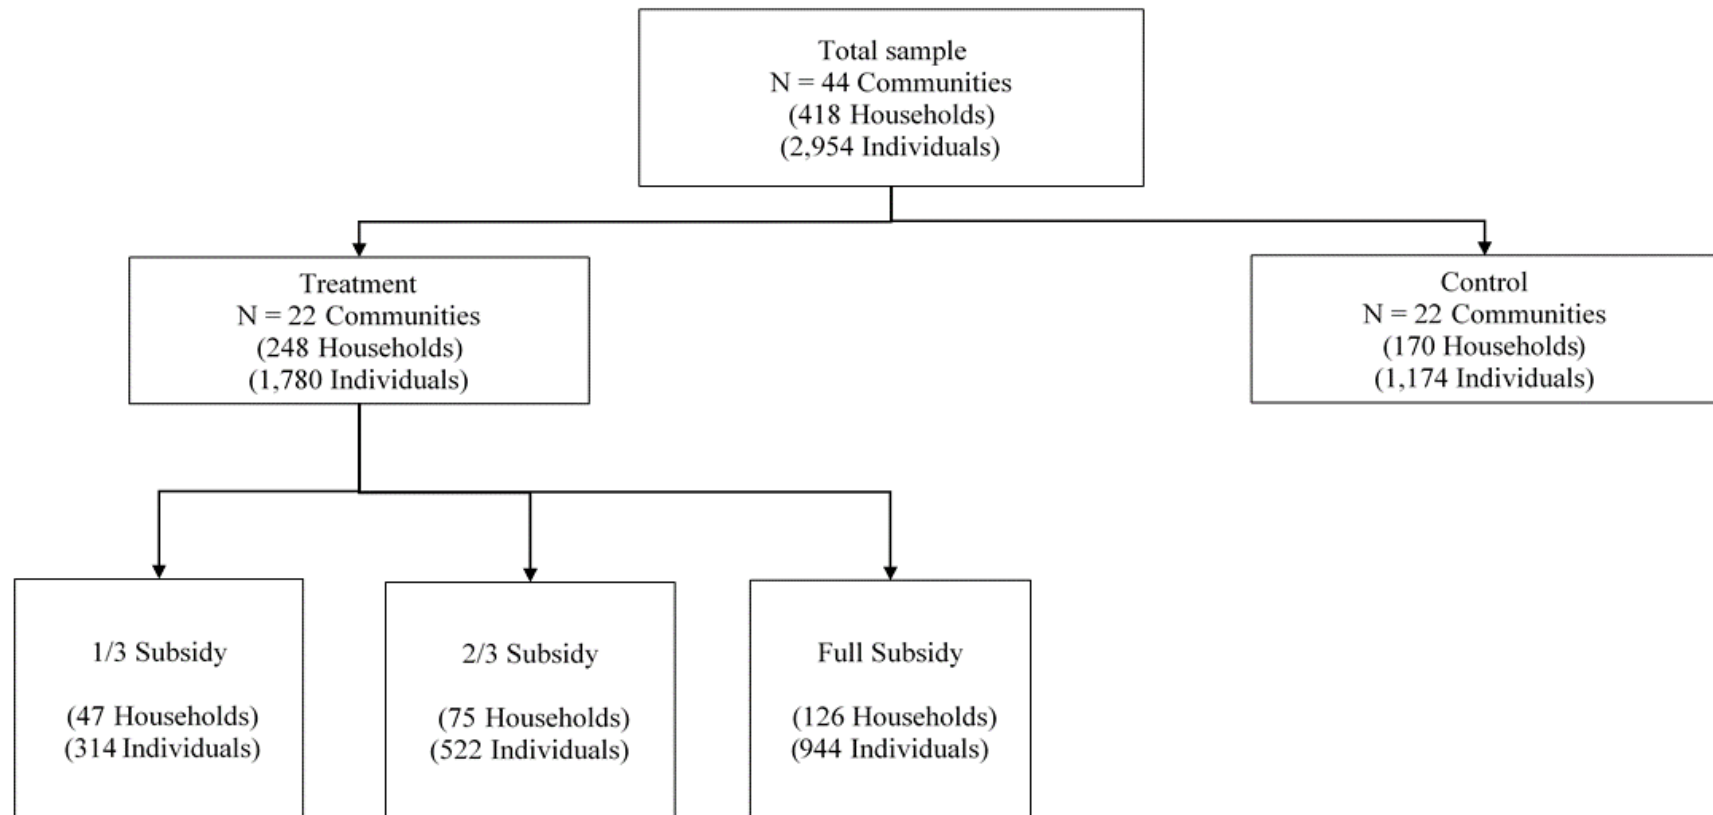 Total sample
N = 44 Communities
(418 Households)
(2,954 Individuals)
Treatment
N = 22 Communities
(248 Households)
(1,780 Individuals)
Control
N = 22 Communities
(170 Households)
(1,174 Individuals)
1/3 Subsidy
(47 Households)
(314 Individuals)
2/3 Subsidy
(75 Households)
(522 Individuals)
Full Subsidy
(126 Households)
(944 Individuals)